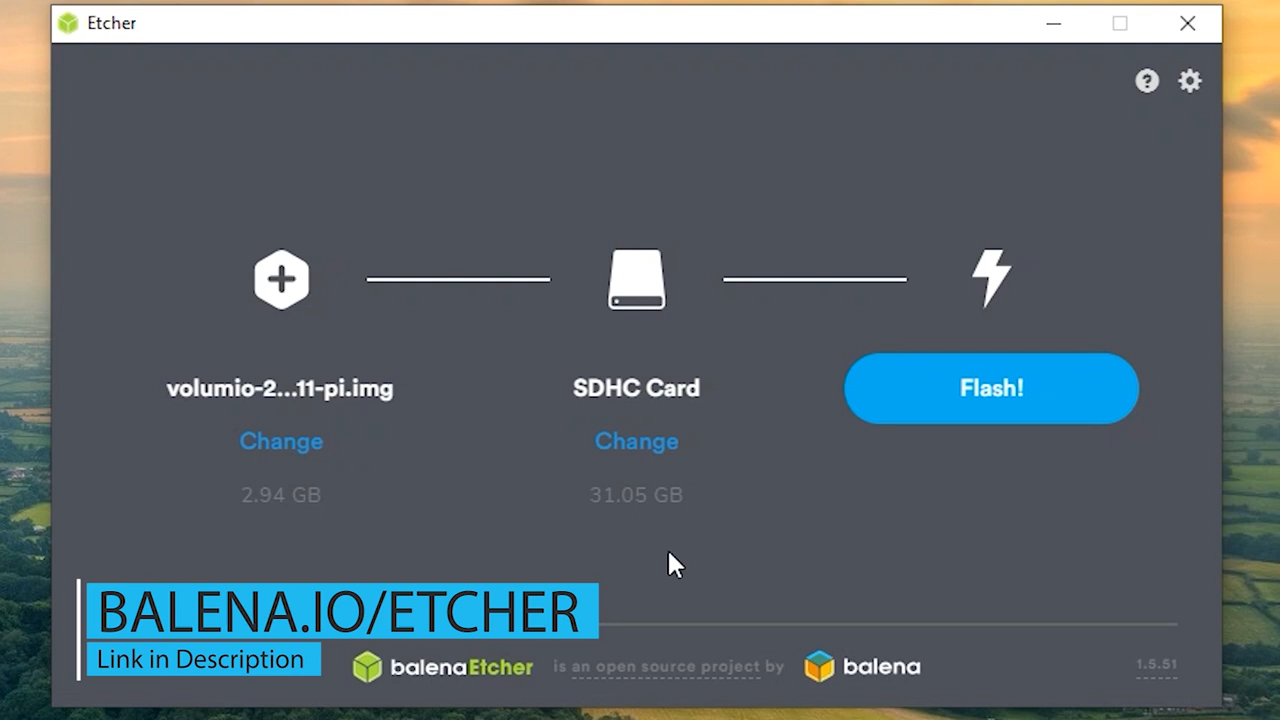 Etcher
volumio-2...11-pi.img
SDHC Card
Flash!
Change
Change
2.94 GB
31.05 GB
BALENA.IO/ETCHER
Link in Description
balenaEtcher is an open source project by balena
1.5.51